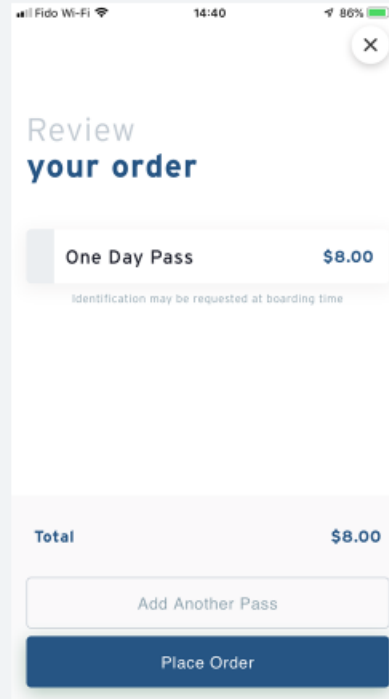 Fido Wi-Fi 14:40 86%
Review
your order
One Day Pass $8.00
Identification may be requested at boarding time
Total $8.00
Add Another Pass
Place Order